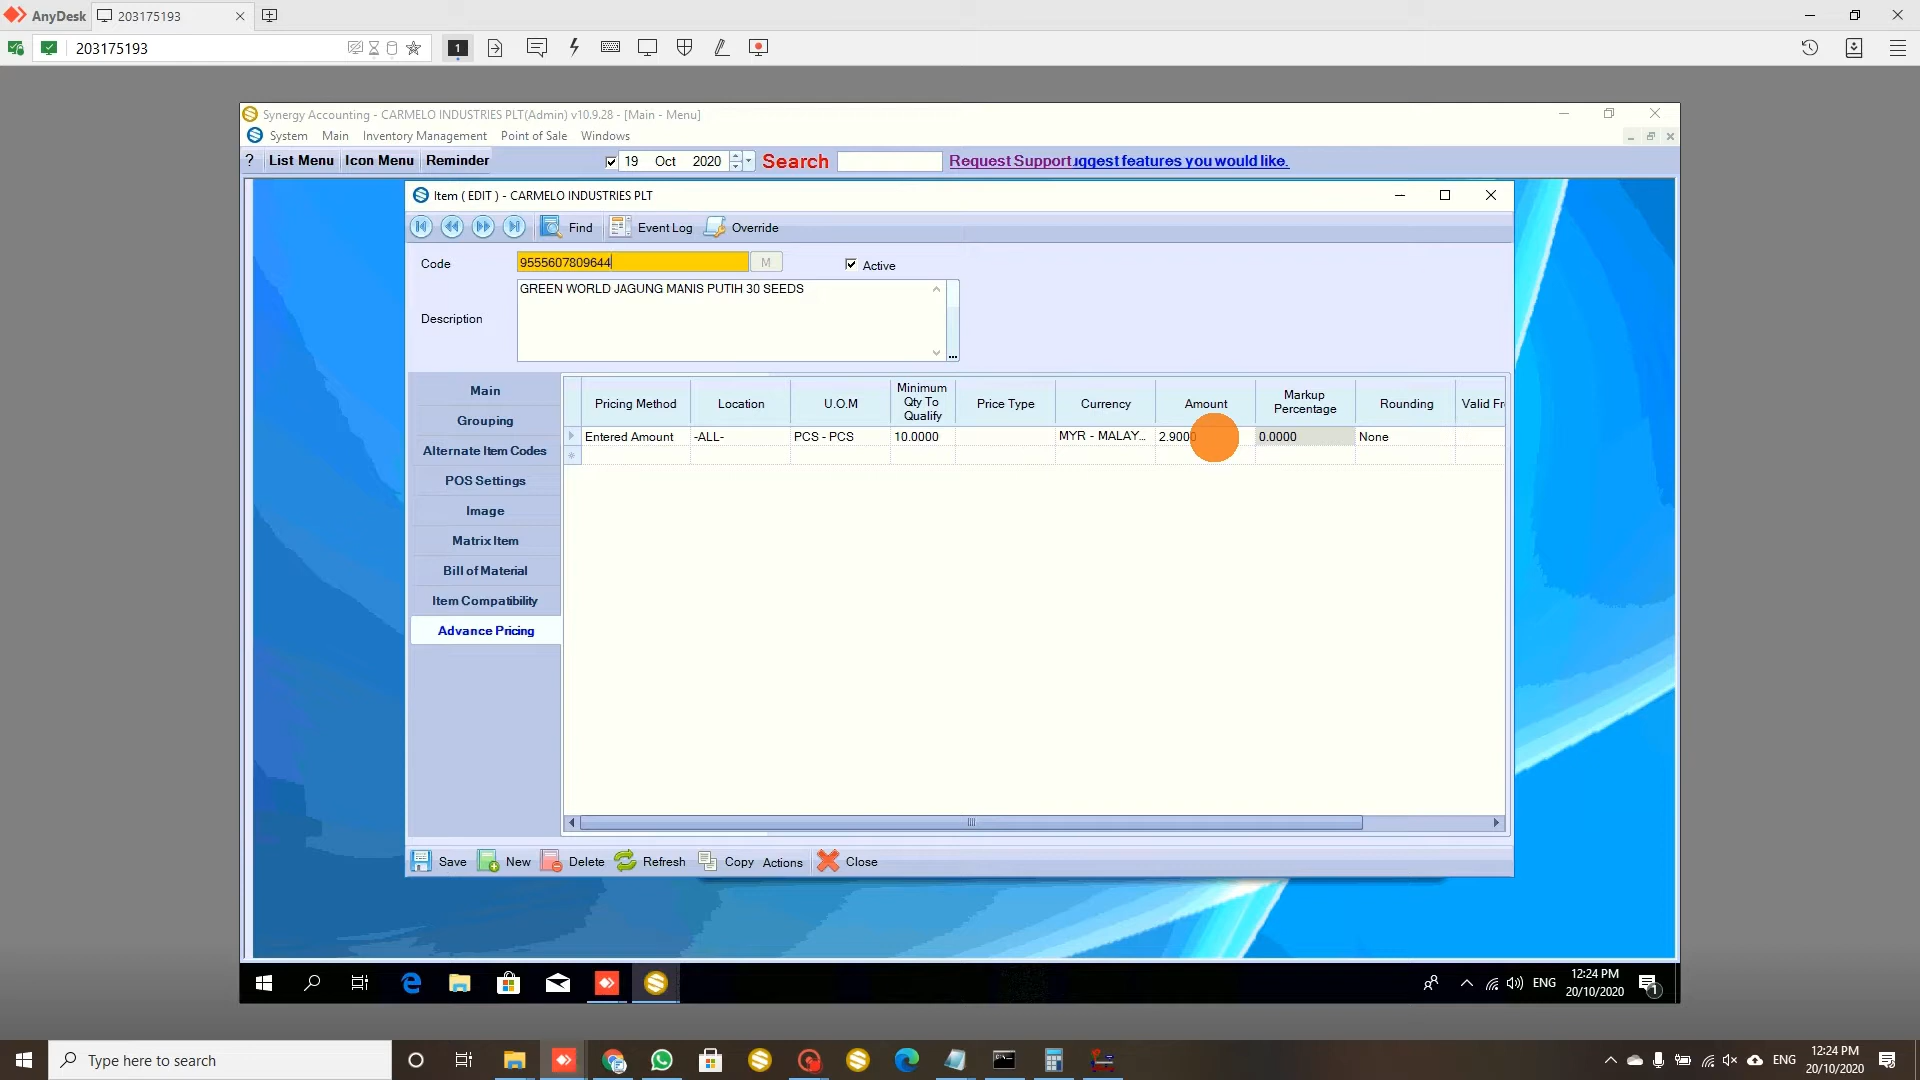 AnyDesk
203175193
203175193
1
Synergy Accounting - CARMELO INDUSTRIES PLT(Admin) v10.9.28 - [Main - Menu]
System Main Inventory Management Point of Sale Windows
? List Menu Icon Menu Reminder 19 Oct 2020 Search Request Support uggest features you would like.
Item ( EDIT ) - CARMELO INDUSTRIES PLT
Find Event Log Override
Code 9555607809644 M Active
Description GREEN WORLD JAGUNG MANIS PUTIH 30 SEEDS
...
Main
Grouping
Alternate Item Codes
POS Settings
Image
Matrix Item
Bill of Material
Item Compatibility
Advance Pricing
Pricing Method Location U.O.M Minimum Qty To Qualify Price Type Currency Amount Markup Percentage Rounding Valid Fr
Entered Amount -ALL- PCS - PCS 10.0000 MYR - MALAY... 2.9000 0.0000 None
Save New Delete Refresh Copy Actions Close
ENG 12:24 PM
20/10/2020
1
Type here to search
ENG 12:24 PM
20/10/2020